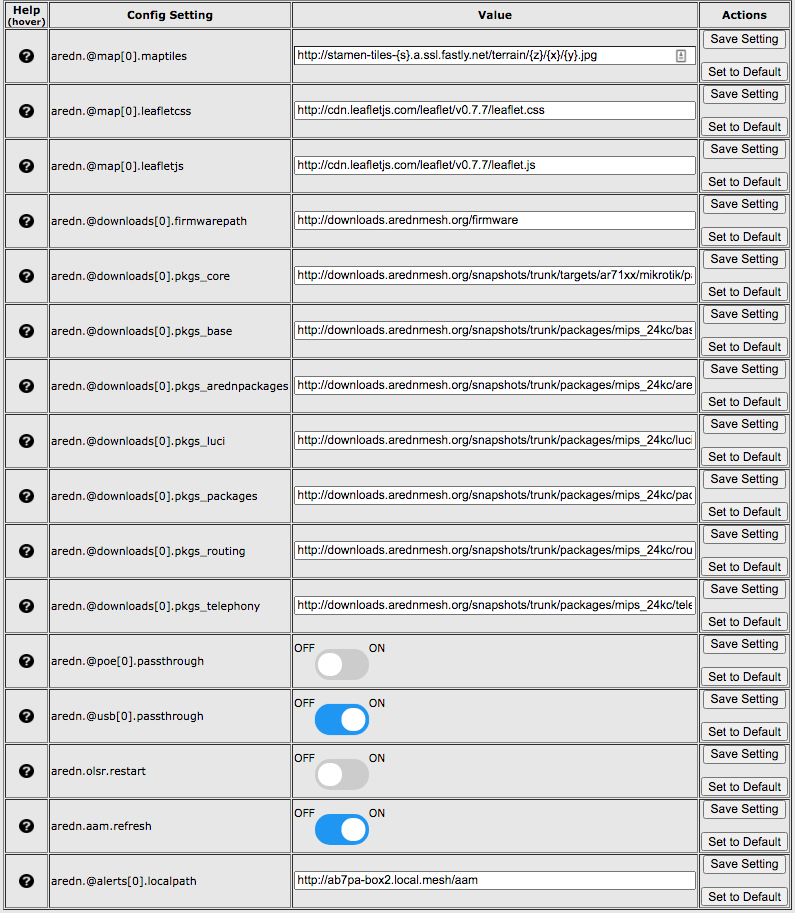 Help
(hover)
Config Setting
Value
Actions
aredn.@map[0].maptiles
http://stamen-tiles-{s}.a.ssl.fastly.net/terrain/{z}/{x}/{y}.jpg
Save Setting
Set to Default
aredn.@map[0].leafletcss
http://cdn.leafletjs.com/leaflet/v0.7.7/leaflet.css
Save Setting
Set to Default
aredn.@map[0].leafletjs
http://cdn.leafletjs.com/leaflet/v0.7.7/leaflet.js
Save Setting
Set to Default
aredn.@downloads[0].firmwarepath
http://downloads.arednmesh.org/firmware
Save Setting
Set to Default
aredn.@downloads[0].pkgs_core
http://downloads.arednmesh.org/snapshots/trunk/targets/ar71xx/mikrotik/pa
Save Setting
Set to Default
aredn.@downloads[0].pkgs_base
http://downloads.arednmesh.org/snapshots/trunk/packages/mips_24kc/bas
Save Setting
Set to Default
aredn.@downloads[0].pkgs_arednpackages
http://downloads.arednmesh.org/snapshots/trunk/packages/mips_24kc/are
Save Setting
Set to Default
aredn.@downloads[0].pkgs_luci
http://downloads.arednmesh.org/snapshots/trunk/packages/mips_24kc/luci
Save Setting
Set to Default
aredn.@downloads[0].pkgs_packages
http://downloads.arednmesh.org/snapshots/trunk/packages/mips_24kc/pac
Save Setting
Set to Default
aredn.@downloads[0].pkgs_routing
http://downloads.arednmesh.org/snapshots/trunk/packages/mips_24kc/rou
Save Setting
Set to Default
aredn.@downloads[0].pkgs_telephony
http://downloads.arednmesh.org/snapshots/trunk/packages/mips_24kc/tele
Save Setting
Set to Default
aredn.@poe[0].passthrough
OFF ON
Save Setting
Set to Default
aredn.@usb[0].passthrough
OFF ON
Save Setting
Set to Default
aredn.olsr.restart
OFF ON
Save Setting
Set to Default
aredn.aam.refresh
OFF ON
Save Setting
Set to Default
aredn.@alerts[0].localpath
http://ab7pa-box2.local.mesh/aam
Save Setting
Set to Default